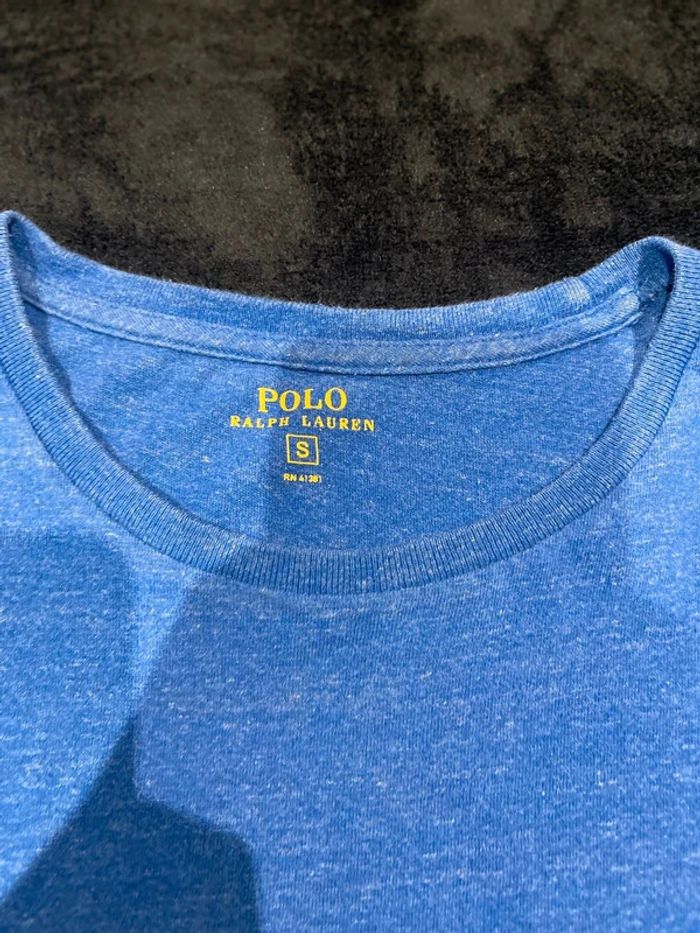 POLO
RALPH LAUREN
S
RN 41381